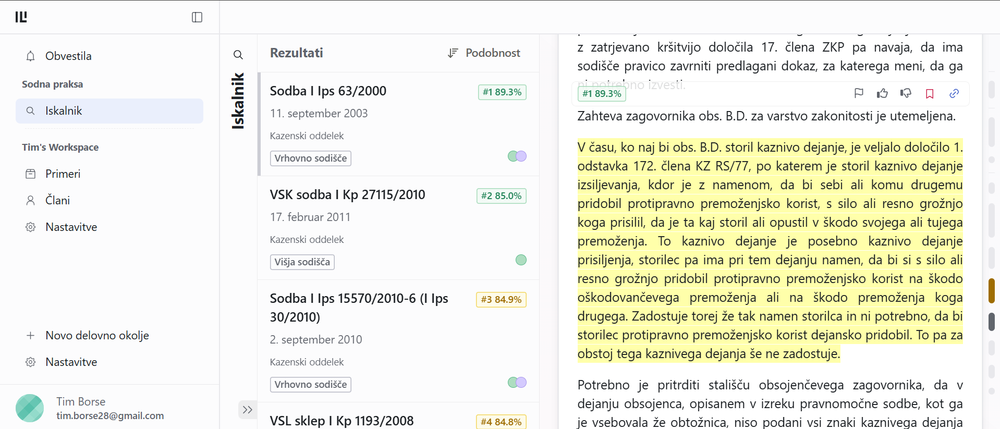 Obvestila
Sodna praksa
Iskalnik
Tim's Workspace
Primeri
Člani
Nastavitve
Novo delovno okolje
Nastavitve
Tim Borse
tim.borse28@gmail.com
Iskalnik
Rezultati
Podobnost
Sodba I Ips 63/2000
#1 89.3%
11. september 2003
Kazenski oddelek
Vrhovno sodišče
VSK sodba I Kp 27115/2010
#2 85.0%
17. februar 2011
Kazenski oddelek
Višja sodišča
Sodba I Ips 15570/2010-6 (I Ips
30/2010)
#3 84.9%
2. september 2010
Kazenski oddelek
Vrhovno sodišče
VSL sklep I Kp 1193/2008
#4 84.8%
z zatrjevano kršitvijo določila 17. člena ZKP pa navaja, da ima
sodišče pravico zavrniti predlagani dokaz, za katerega meni, da ga
ni potrebno izvesti.
#1 89.3%
Zahteva zagovornika obs. B.D. za varstvo zakonitosti je utemeljena.
V času, ko naj bi obs. B.D. storil kaznivo dejanje, je veljalo določilo 1.
odstavka 172. člena KZ RS/77, po katerem je storil kaznivo dejanje
izsiljevanja, kdor je z namenom, da bi sebi ali komu drugemu
pridobil protipravno premoženjsko korist, s silo ali resno grožnjo
koga prisilil, da je ta kaj storil ali opustil v škodo svojega ali tujega
premoženja. To kaznivo dejanje je posebno kaznivo dejanje
prisiljenja, storilec pa ima pri tem dejanju namen, da bi si s silo ali
resno grožnjo pridobil protipravno premoženjsko korist na škodo
oškodovančevega premoženja ali na škodo premoženja koga
drugega. Zadostuje torej že tak namen storilca in ni potrebno, da bi
storilec protipravno premoženjsko korist dejansko pridobil. To pa za
obstoj tega kaznivega dejanja še ne zadostuje.
Potrebno je pritrditi stališču obsojenčevega zagovornika, da v
dejanju obsojenca, opisanem v izreku pravnomočne sodbe, kot ga
je vsebovala že obtožnica, niso podani vsi znaki kaznivega dejanja